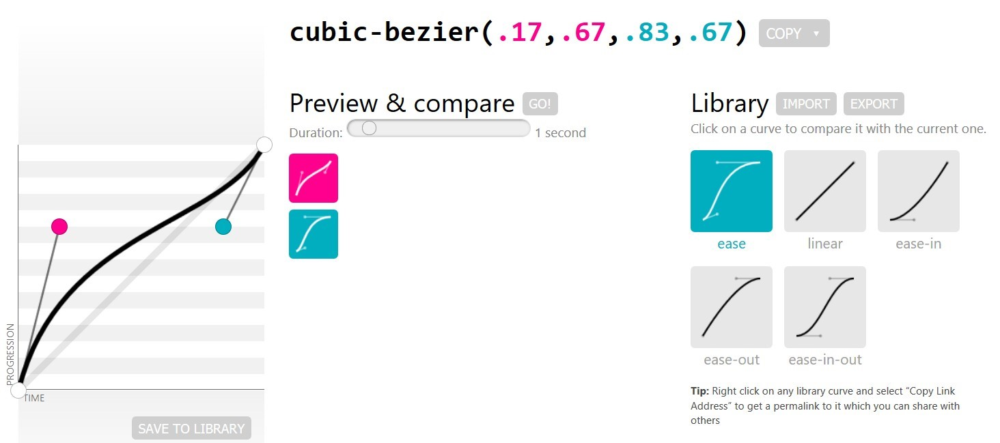 cubic-bezier(.17,.67,.83,.67) COPY ▼
Preview & compare GO!
Duration: 1 second
Library IMPORT EXPORT
Click on a curve to compare it with the current one.
ease linear ease-in
ease-out ease-in-out
Tip: Right click on any library curve and select “Copy Link
Address” to get a permalink to it which you can share with
others
PROGRESSION
TIME
SAVE TO LIBRARY